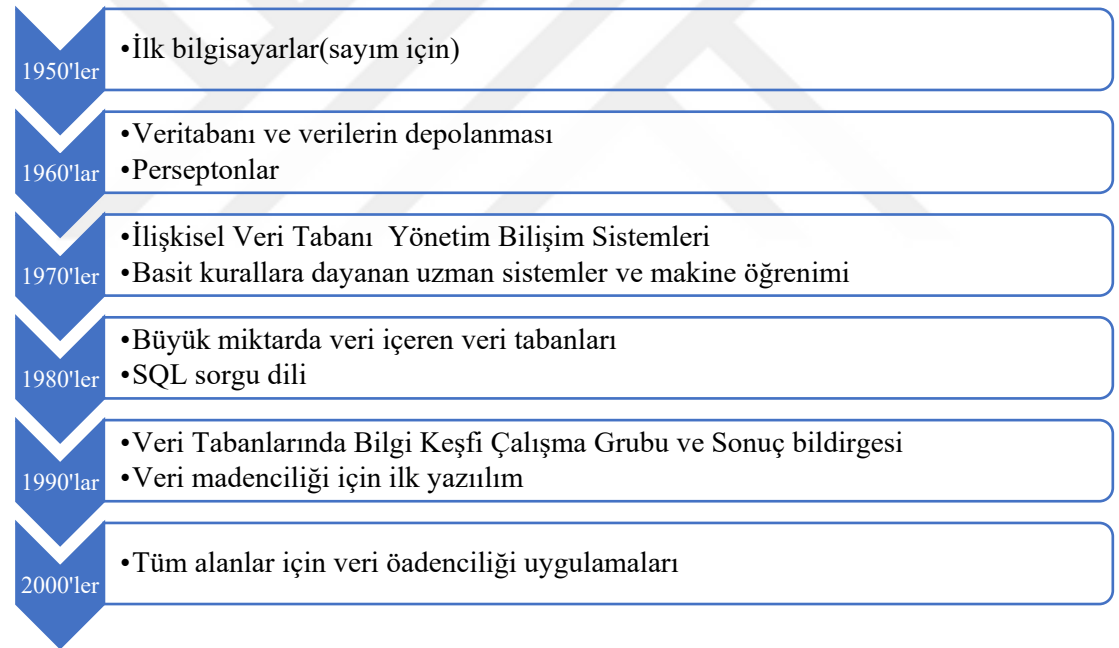 1950'ler
•İlk bilgisayarlar(sayım için)
1960'lar
•Veritabanı ve verilerin depolanması
•Perseptonlar
1970'ler
•İlişkisel Veri Tabanı Yönetim Bilişim Sistemleri
•Basit kurallara dayanan uzman sistemler ve makine öğrenimi
1980'ler
•Büyük miktarda veri içeren veri tabanları
•SQL sorgu dili
1990'lar
•Veri Tabanlarında Bilgi Keşfi Çalışma Grubu ve Sonuç bildirgesi
•Veri madenciliği için ilk yazıılım
2000'ler
•Tüm alanlar için veri öadenciliği uygulamaları